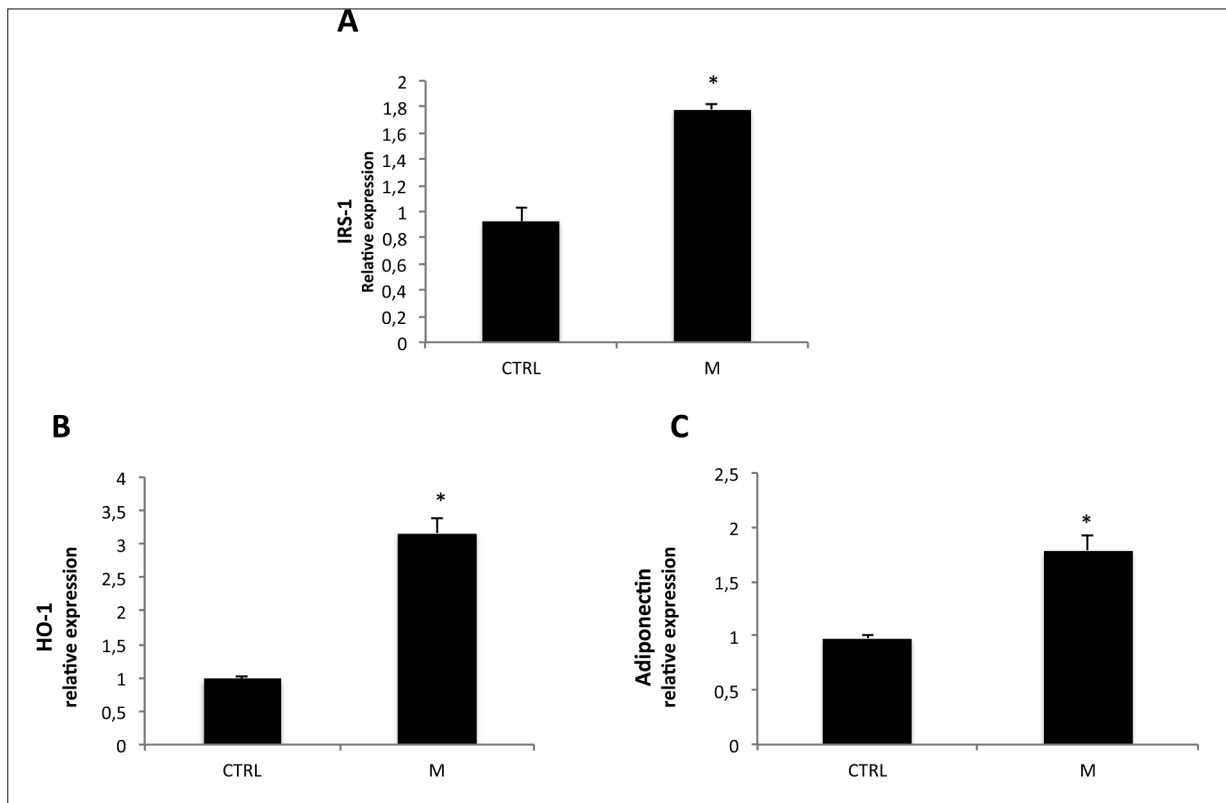 A
IRS-1
Relative expression
2
1,8
1,6
1,4
1,2
1
0,8
0,6
0,4
0,2
0
*
CTRL
M
B
HO-1
relative expression
4
3,5
3
2,5
2
1,5
1
0,5
0
*
CTRL
M
C
Adiponectin
relative expression
2,5
2
1,5
1
0,5
0
*
CTRL
M